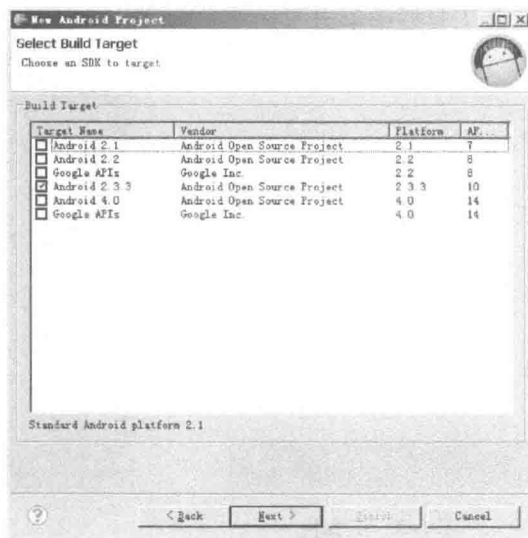 New Android Project
Select Build Target
Choose an SDK to target
Build Target
Target Name Vendor Platform AP...
Android 2.1 Android Open Source Project 2.1 7
Android 2.2 Android Open Source Project 2.2 8
Google APIs Google Inc. 2.2 8
Android 2.3.3 Android Open Source Project 2.3.3 10
Android 4.0 Android Open Source Project 4.0 14
Google APIs Google Inc. 4.0 14
Standard Android platform 2.1
?
< Back Next > Finish Cancel